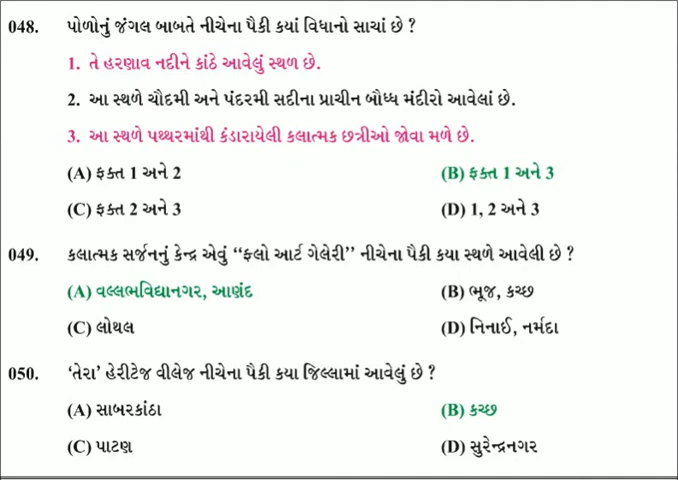 048. પોળોનું જંગલ બાબતે નીચેના પૈકી કયાં વિધાનો સાચાં છે ?
1. તે હરણાવ નદીને કાંઠે આવેલું સ્થળ છે.
2. આ સ્થળે ચૌદમી અને પંદરમી સદીના પ્રાચીન બૌધ્ધ મંદીરો આવેલાં છે.
3. આ સ્થળે પથ્થરમાંથી કંડારાયેલી કલાત્મક છત્રીઓ જોવા મળે છે.
(A) ફક્ત 1 અને 2 (B) ફક્ત 1 અને 3
(C) ફક્ત 2 અને 3 (D) 1, 2 અને 3
049. કલાત્મક સર્જનનું કેન્દ્ર એવું “ફ્લો આર્ટ ગેલેરી” નીચેના પૈકી કયા સ્થળે આવેલી છે ?
(A) વલ્લભવિદ્યાનગર, આણંદ (B) ભૂજ, કચ્છ
(C) લોથલ (D) નિનાઈ, નર્મદા
050. ‘તેરા’ હેરીટેજ વીલેજ નીચેના પૈકી કયા જિલ્લામાં આવેલું છે ?
(A) સાબરકાંઠા (B) કચ્છ
(C) પાટણ (D) સુરેન્દ્રનગર